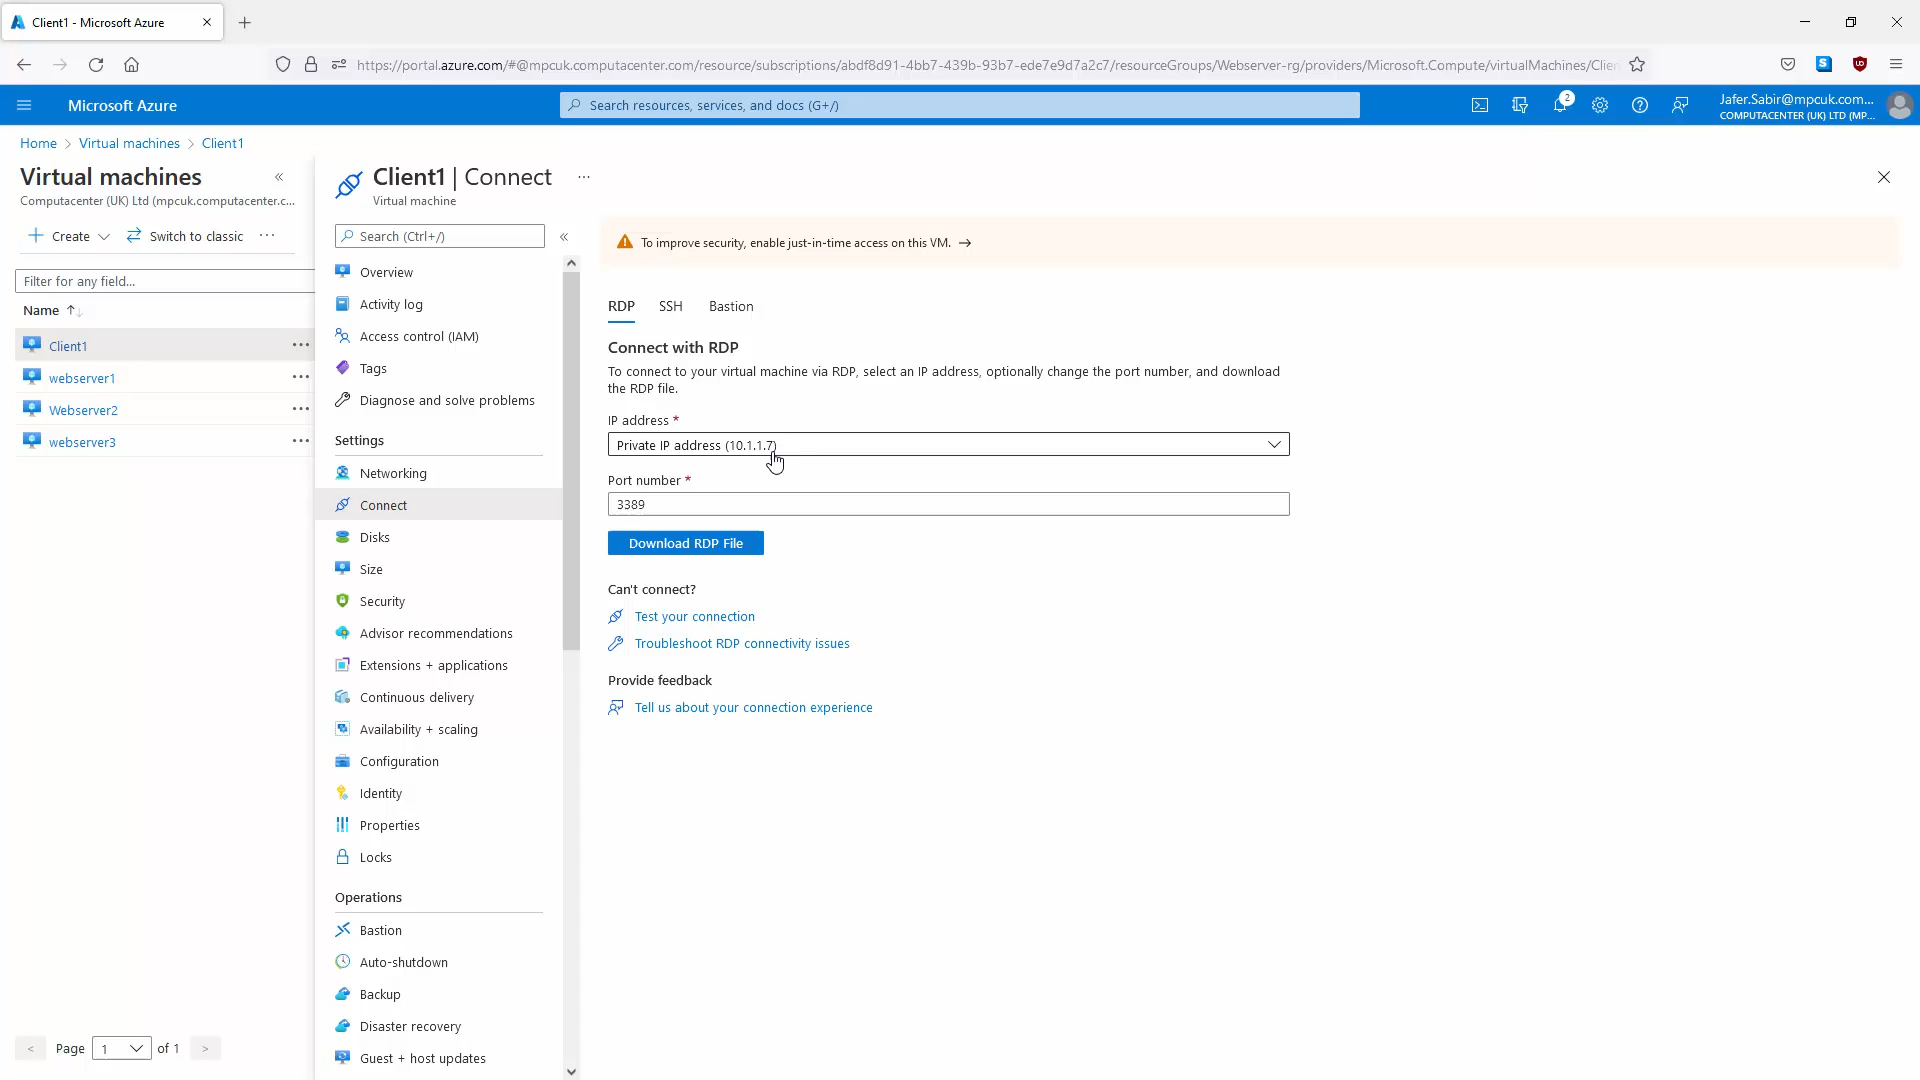 Client1 - Microsoft Azure
https://portal.azure.com/#@mpcuk.computacenter.com/resource/subscriptions/abdf8d91-4bb7-439b-93b7-ede7e9d7a2c7/resourceGroups/Webserver-rg/providers/Microsoft.Compute/virtualMachines/Clien
Microsoft Azure
Search resources, services, and docs (G+/)
2
Jafer.Sabir@mpcuk.com...
COMPUTACENTER (UK) LTD (MP...
Home > Virtual machines > Client1
Virtual machines
Computacenter (UK) Ltd (mpcuk.computacenter.c...
Create
Switch to classic
Filter for any field...
Name
Client1
webserver1
Webserver2
webserver3
< Page 1 of 1 >
Client1 | Connect
Virtual machine
Search (Ctrl+/)
Overview
Activity log
Access control (IAM)
Tags
Diagnose and solve problems
Settings
Networking
Connect
Disks
Size
Security
Advisor recommendations
Extensions + applications
Continuous delivery
Availability + scaling
Configuration
Identity
Properties
Locks
Operations
Bastion
Auto-shutdown
Backup
Disaster recovery
Guest + host updates
To improve security, enable just-in-time access on this VM. →
RDP SSH Bastion
Connect with RDP
To connect to your virtual machine via RDP, select an IP address, optionally change the port number, and download
the RDP file.
IP address *
Private IP address (10.1.1.7)
Port number *
3389
Download RDP File
Can't connect?
Test your connection
Troubleshoot RDP connectivity issues
Provide feedback
Tell us about your connection experience